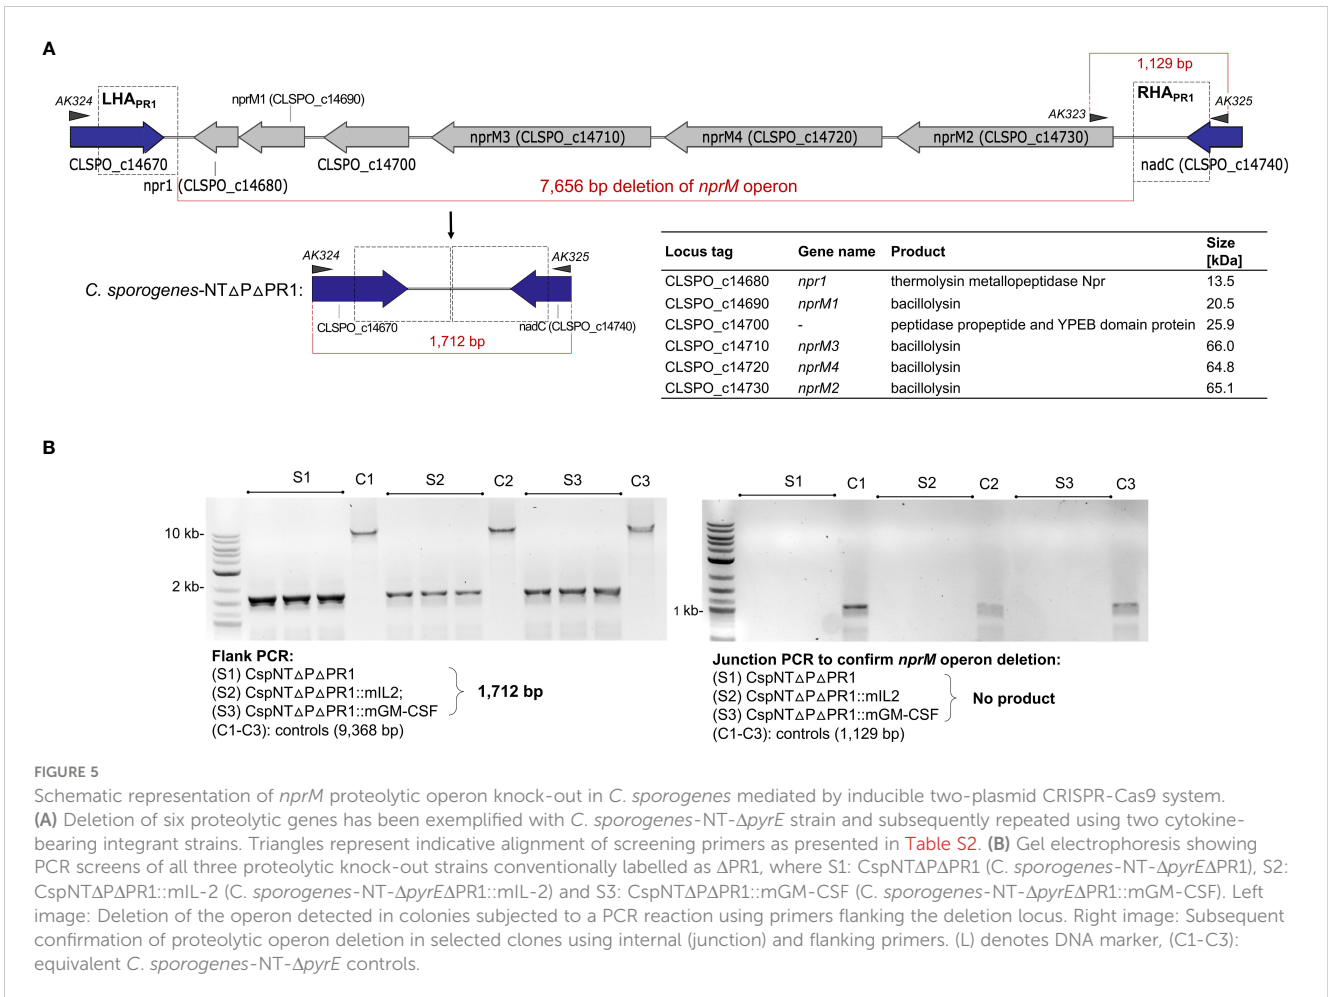 A
1,129 bp
AK324
LHAPR1
nprM1 (CLSPO_c14690)
AK323
RHAPR1
AK325
nprM3 (CLSPO_c14710)
nprM4 (CLSPO_c14720)
nprM2 (CLSPO_c14730)
CLSPO_c14670
CLSPO_c14700
nadC (CLSPO_c14740)
npr1 (CLSPO_c14680)
7,656 bp deletion of nprM operon
AK324
AK325
C. sporogenes-NT△P△PR1:
CLSPO_c14670
nadC (CLSPO_c14740)
1,712 bp
Locus tag Gene name Product Size [kDa]
CLSPO_c14680 npr1 thermolysin metallopeptidase Npr 13.5
CLSPO_c14690 nprM1 bacillolysin 20.5
CLSPO_c14700 - peptidase propeptide and YPEB domain protein 25.9
CLSPO_c14710 nprM3 bacillolysin 66.0
CLSPO_c14720 nprM4 bacillolysin 64.8
CLSPO_c14730 nprM2 bacillolysin 65.1
B
S1 C1 S2 C2 S3 C3
10 kb-
2 kb-
Flank PCR:
(S1) CspNT△P△PR1
(S2) CspNT△P△PR1::mIL2;
(S3) CspNT△P△PR1::mGM-CSF
1,712 bp
(C1-C3): controls (9,368 bp)
S1 C1 S2 C2 S3 C3
1 kb-
Junction PCR to confirm nprM operon deletion:
(S1) CspNT△P△PR1
(S2) CspNT△P△PR1::mIL2
(S3) CspNT△P△PR1::mGM-CSF
No product
(C1-C3): controls (1,129 bp)
FIGURE 5
Schematic representation of nprM proteolytic operon knock-out in C. sporogenes mediated by inducible two-plasmid CRISPR-Cas9 system.
(A) Deletion of six proteolytic genes has been exemplified with C. sporogenes-NT-ΔpyrE strain and subsequently repeated using two cytokine-
bearing integrant strains. Triangles represent indicative alignment of screening primers as presented in Table S2. (B) Gel electrophoresis showing
PCR screens of all three proteolytic knock-out strains conventionally labelled as ΔPR1, where S1: CspNTΔPΔPR1 (C. sporogenes-NT-ΔpyrEΔPR1), S2:
CspNTΔPΔPR1::mIL-2 (C. sporogenes-NT-ΔpyrEΔPR1::mIL-2) and S3: CspNTΔPΔPR1::mGM-CSF (C. sporogenes-NT-ΔpyrEΔPR1::mGM-CSF). Left
image: Deletion of the operon detected in colonies subjected to a PCR reaction using primers flanking the deletion locus. Right image: Subsequent
confirmation of proteolytic operon deletion in selected clones using internal (junction) and flanking primers. (L) denotes DNA marker, (C1-C3):
equivalent C. sporogenes-NT-ΔpyrE controls.